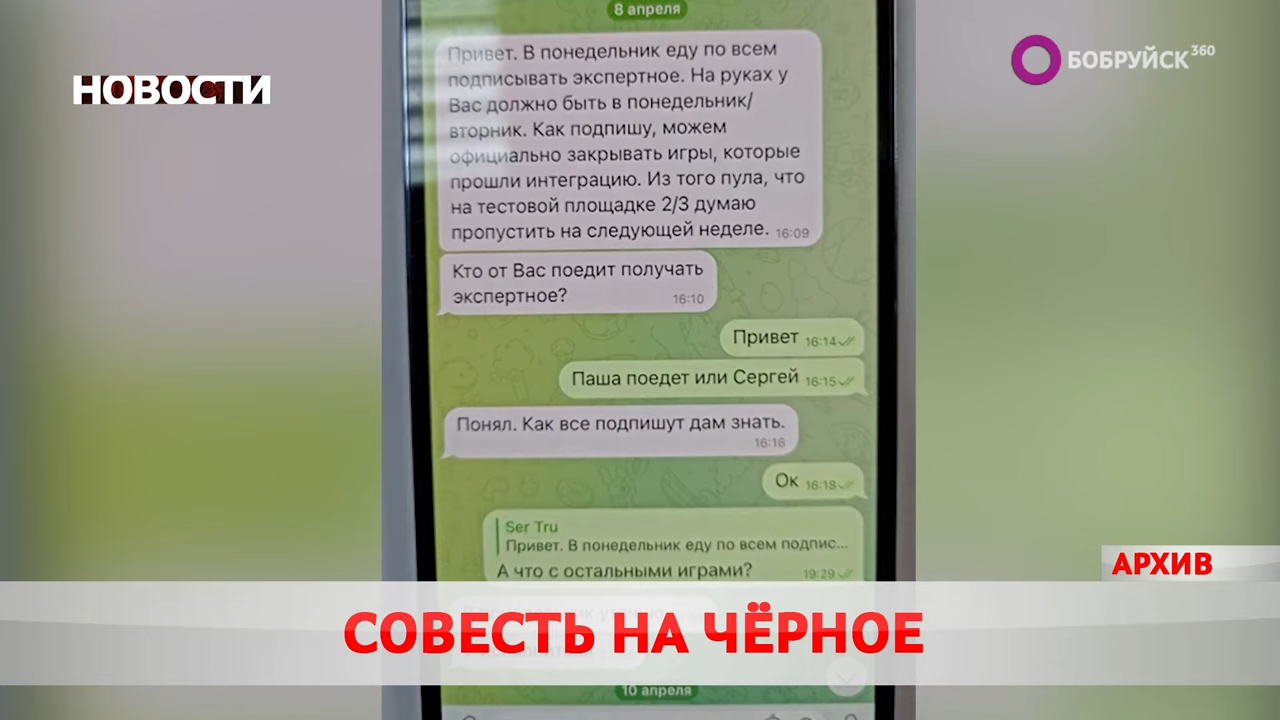 8 апреля
НОВОСТИ
БОБРУЙСК 360
Привет. В понедельник еду по всем
подписывать экспертное. На руках у
Вас должно быть в понедельник/
вторник. Как подпишу, можем
официально закрывать игры, которые
прошли интеграцию. Из того пула, что
на тестовой площадке 2/3 думаю
пропустить на следующей неделе. 16:09
Кто от Вас поедит получать
экспертное? 16:10
Привет 16:14
Паша поедет или Сергей 16:15
Понял. Как все подпишут дам знать.
16:16
Ок 16:18
Ser Tru
Привет. В понедельник еду по всем подпис...
А что с остальными играми? 19:29
АРХИВ
СОВЕСТЬ НА ЧЁРНОЕ
10 апреля